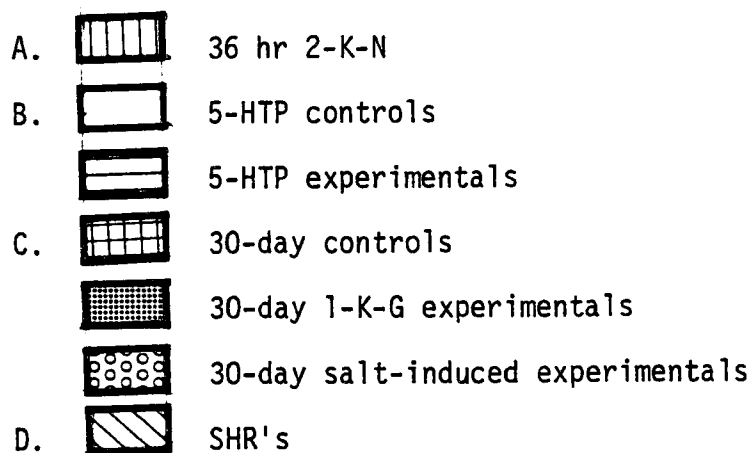 A. 36 hr 2-K-N
B. 5-HTP controls
5-HTP experimentals
C. 30-day controls
30-day 1-K-G experimentals
30-day salt-induced experimentals
D. SHR's